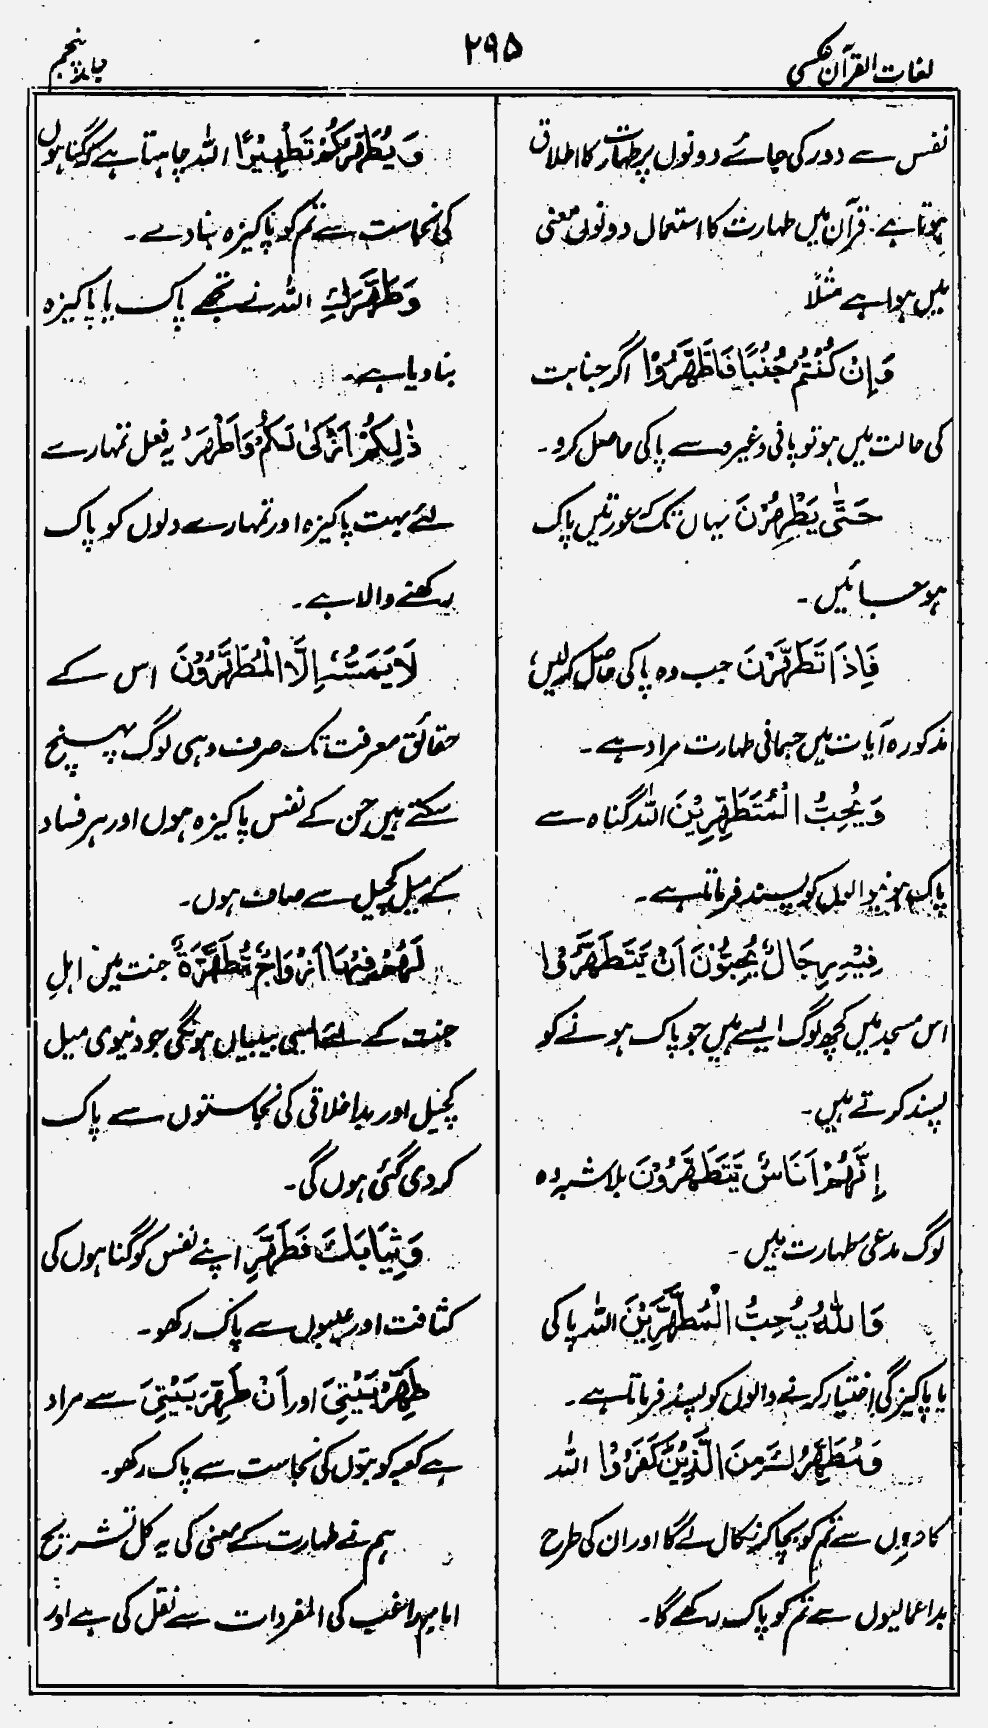 لغات القرآن عکسی
۲۹۵
جلد پنجم
نفس سے دور کی جائے دونوں پر طہارت کا اطلاق
ہوتا ہے۔ قرآن میں طہارت کا استعمال دونوں معنی
میں ہوا ہے مثلاً
وَاِنْ كُنْتُمْ جُنُبًا فَاطَّهَّرُوْا اگر جنابت
کی حالت میں ہو تو پانی وغیرہ سے پاکی حاصل کرو۔
حَتّٰى يَطْهُرْنَ یہاں تک کہ عورتیں پاک
ہو جائیں۔
فَاِذَا تَطَهَّرْنَ جب وہ پاکی حاصل کر لیں،
مذکورہ آیات میں جسمانی طہارت مراد ہے۔
وَيُحِبُّ الْمُتَطَهِّرِيْنَ اللہ گناہ سے
پاک ہونے والوں کو پسند فرماتا ہے۔
فِيْهِ رِجَالٌ يُّحِبُّوْنَ اَنْ يَّتَطَهَّرُوْا
اس مسجد میں کچھ لوگ ایسے ہیں جو پاک ہونے کو
پسند کرتے ہیں۔
اِنَّهُمْ اُنَاسٌ يَّتَطَهَّرُوْنَ بلا شبہ وہ
لوگ مدعی طہارت ہیں۔
وَاللّٰهُ يُحِبُّ الْمُطَّهِّرِيْنَ اللہ پاکی
یا پاکیزگی اختیار کرنے والوں کو پسند فرماتا ہے۔
وَمُطَهِّرُكَ مِنَ الَّذِيْنَ كَفَرُوْا اللہ
کافروں سے تم کو بچا کر نکال لے گا اور ان کی طرح
بد اعمالیوں سے تم کو پاک رکھے گا۔
وَيُطَهِّرَكُمْ تَطْهِيْرًا اللہ چاہتا ہے کہ گناہوں
کی نجاست سے تم کو پاکیزہ بنا دے۔
وَطَهَّرَكِ اللہ نے تجھے پاک یا پاکیزہ
بنا دیا ہے۔
ذٰلِكُمْ اَزْكٰى لَكُمْ وَاَطْهَرُ یہ فعل تمہارے
لئے بہت پاکیزہ اور تمہارے دلوں کو پاک
رکھنے والا ہے۔
لَا يَمَسُّهٗ اِلَّا الْمُطَهَّرُوْنَ اس کے
حقائق معرفت تک صرف وہی لوگ پہنچ
سکتے ہیں جن کے نفس پاکیزہ ہوں اور ہر فساد
کے میل کچیل سے صاف ہوں۔
لَهُمْ فِيْهَا اَزْوَاجٌ مُّطَهَّرَةٌ جنت میں اہلِ
جنت کے لئے ایسی بیبیاں ہونگی جو دنیوی میل
کچیل اور بد اخلاقی کی نجاستوں سے پاک
کر دی گئی ہوں گی۔
وَثِيَابَكَ فَطَهِّرْ اپنے نفس کو گناہوں کی
کثافت اور عیبوں سے پاک رکھو۔
طَهِّرْ بَيْتِيَ اور اَنْ طَهِّرَ بَيْتِيَ سے مراد
ہے کعبہ کو بتوں کی نجاست سے پاک رکھو۔
ہم نے طہارت کے معنی کی یہ کل تشریح
امام راغب کی المفردات سے نقل کی ہے اور